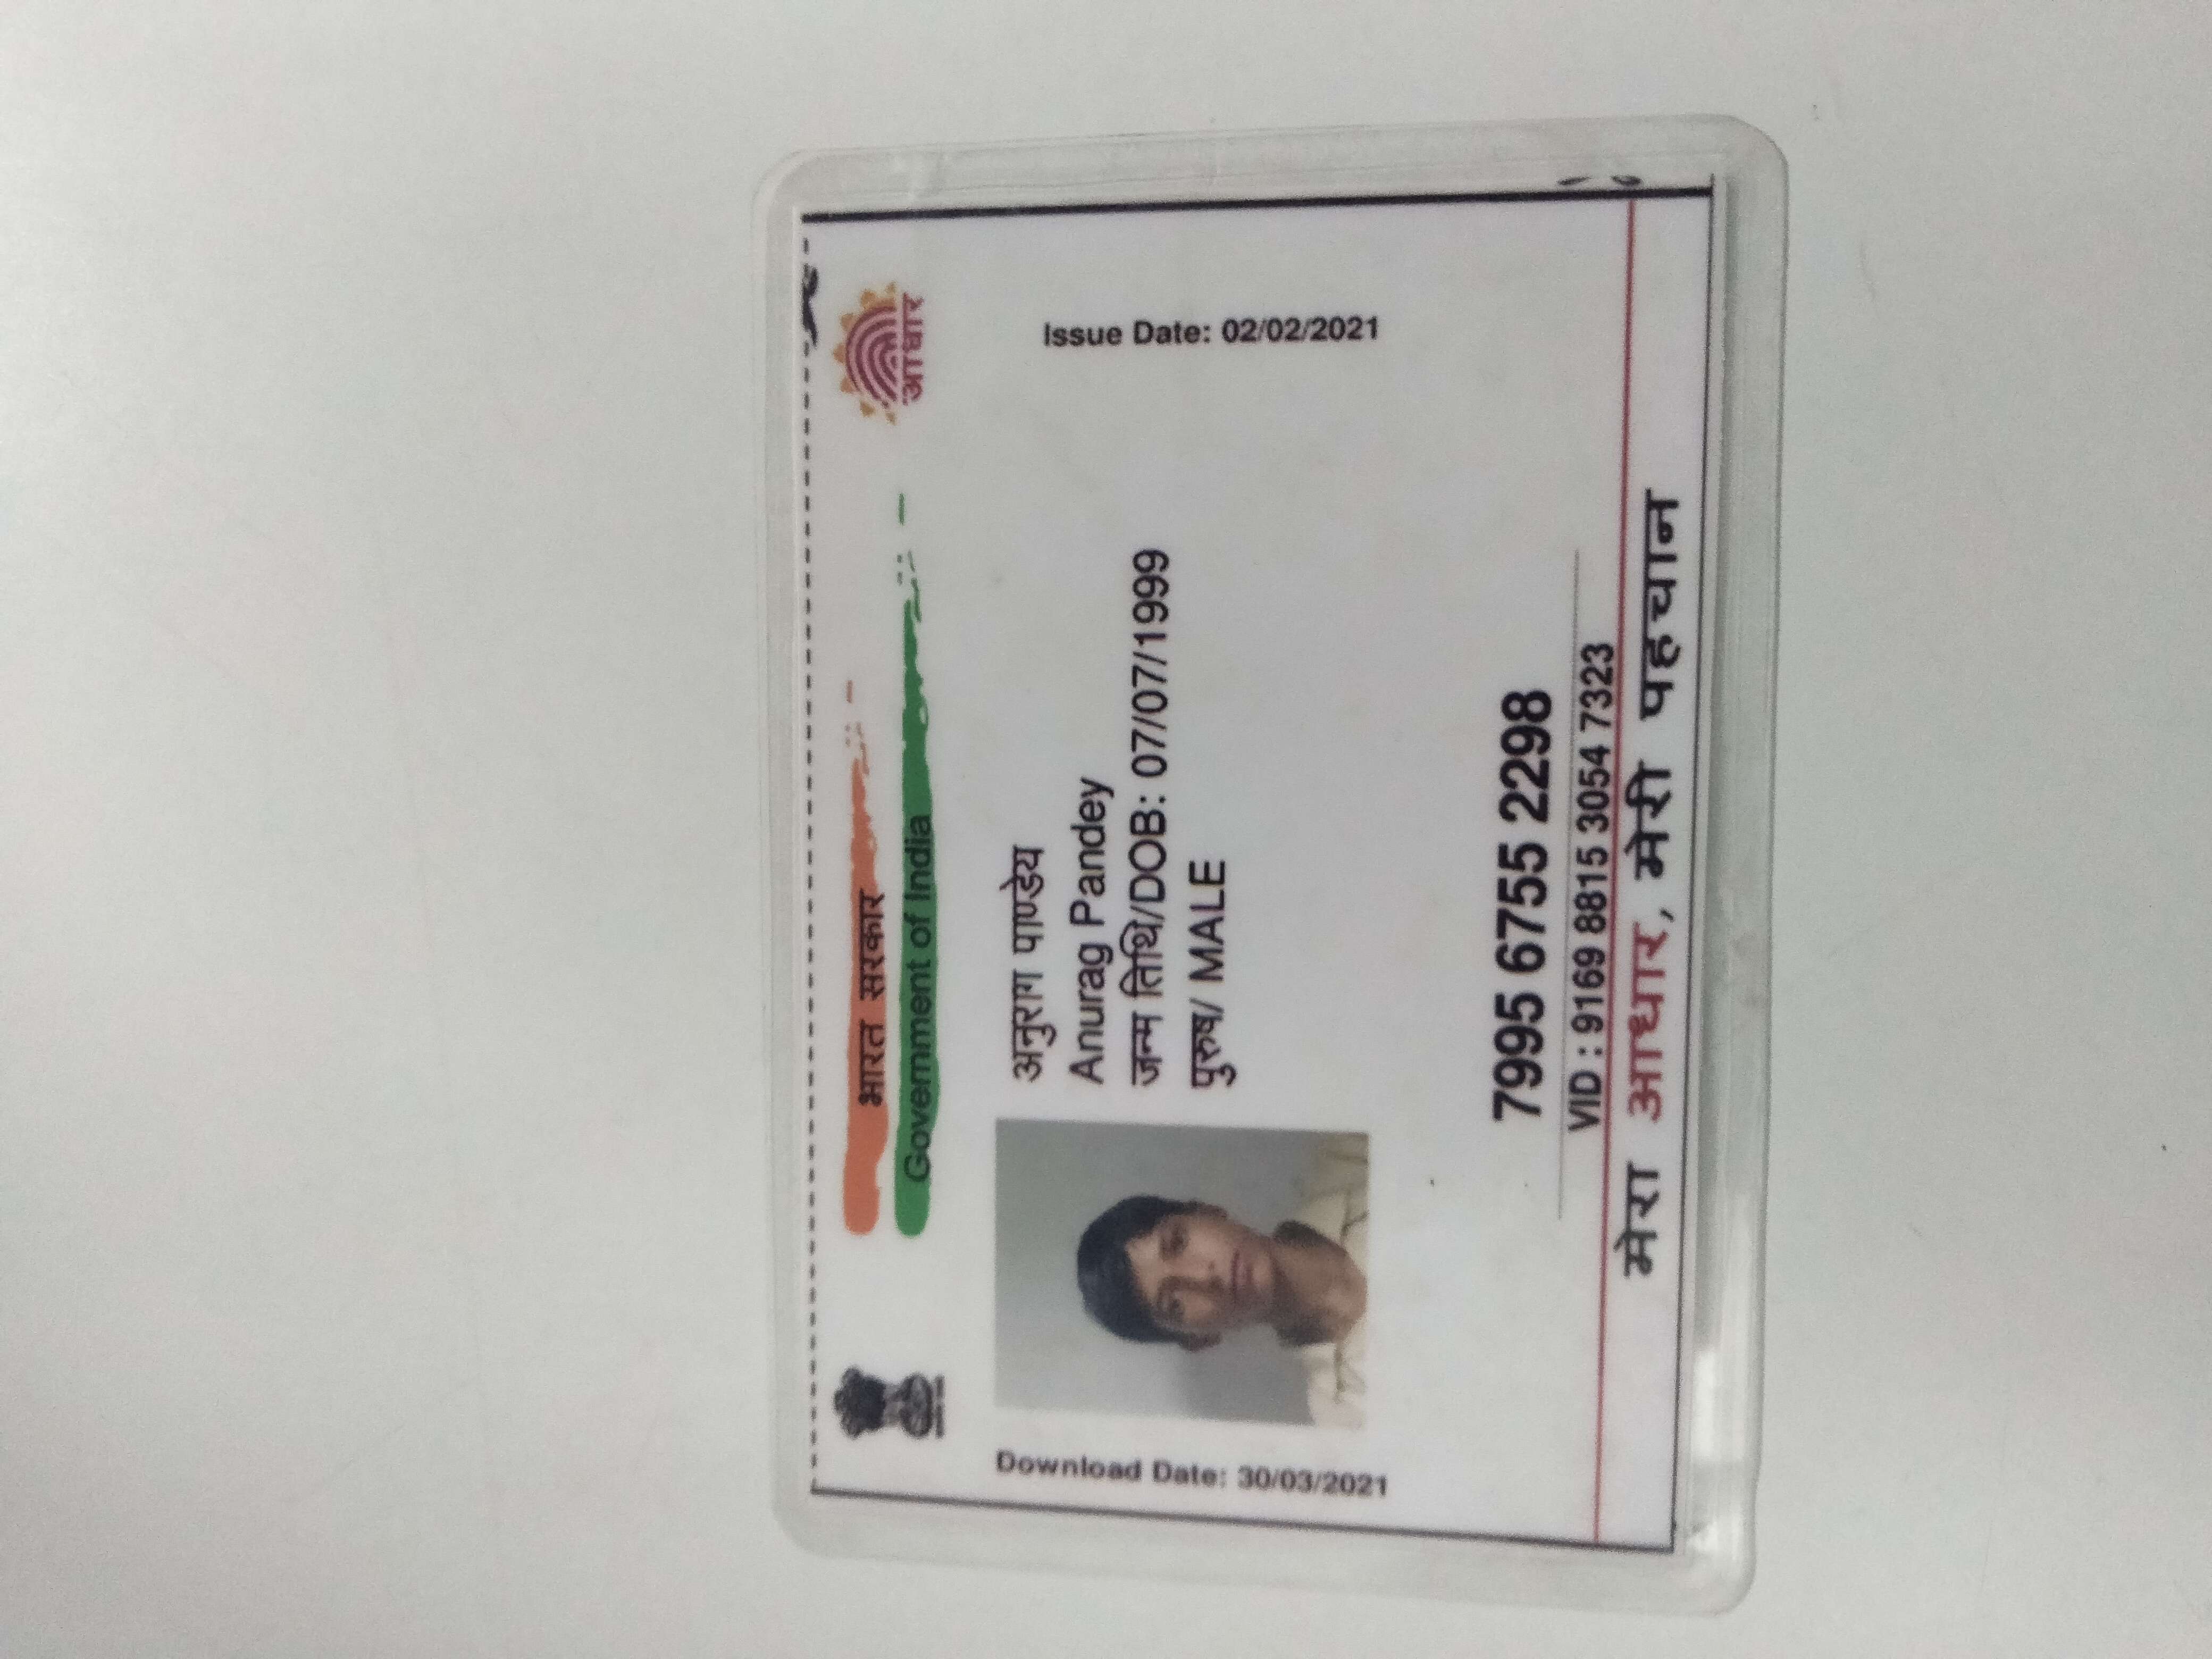 भारत सरकार
Government of India
आधार
Download Date: 30/03/2021
अनुराग पाण्डेय
Anurag Pandey
जन्म तिथि/DOB: 07/07/1999
पुरुष/ MALE
Issue Date: 02/02/2021
7995 6755 2298
VID : 9169 8815 3054 7323
मेरा आधार, मेरी पहचान